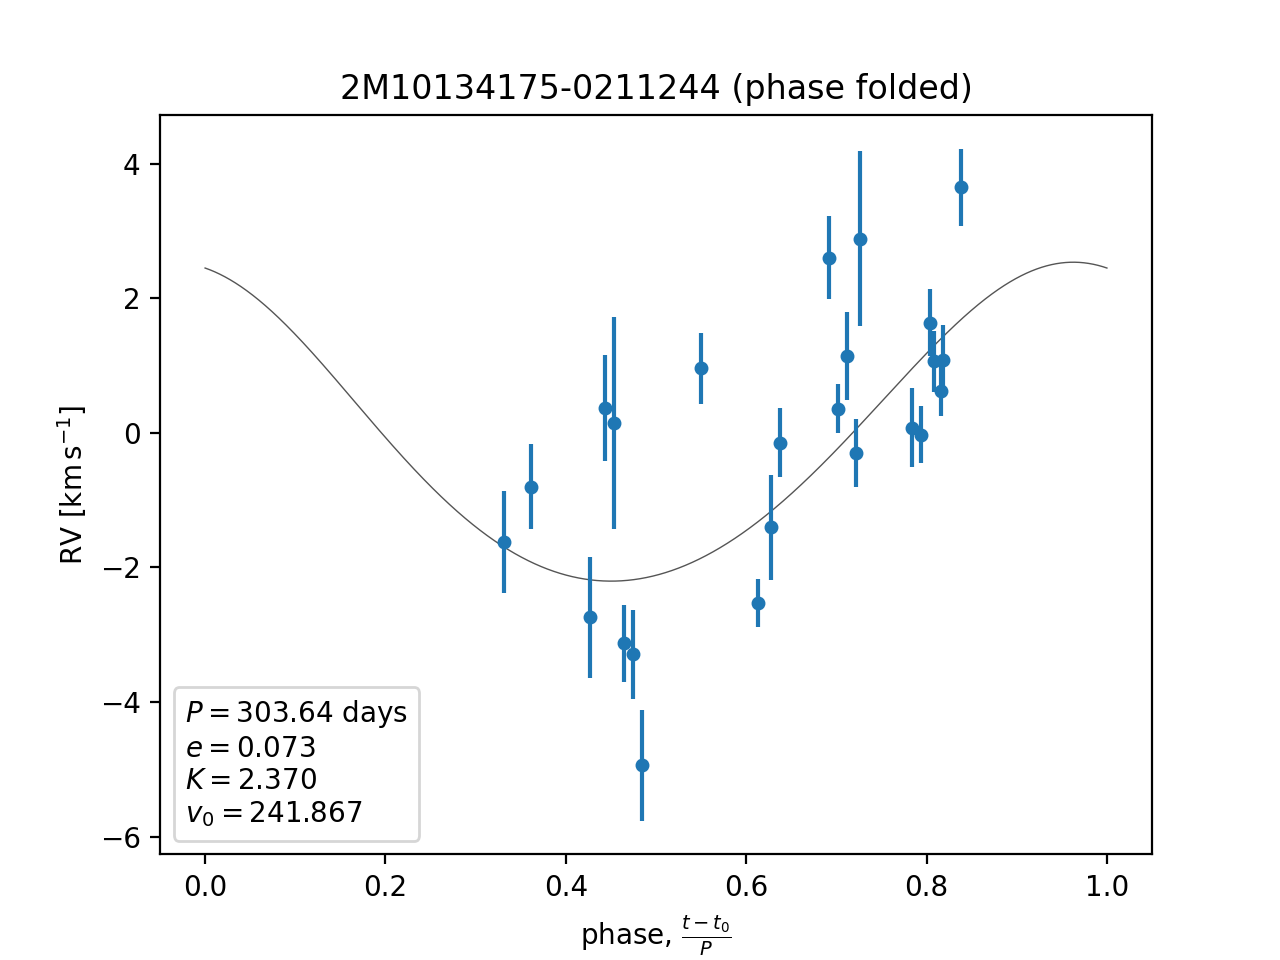 2M10134175-0211244 (phase folded)
RV [km s⁻¹]
4
2
0
−2
−4
−6
P = 303.64 days
e = 0.073
K = 2.370
v₀ = 241.867
0.0 0.2 0.4 0.6 0.8 1.0
phase, (t − t₀)/P